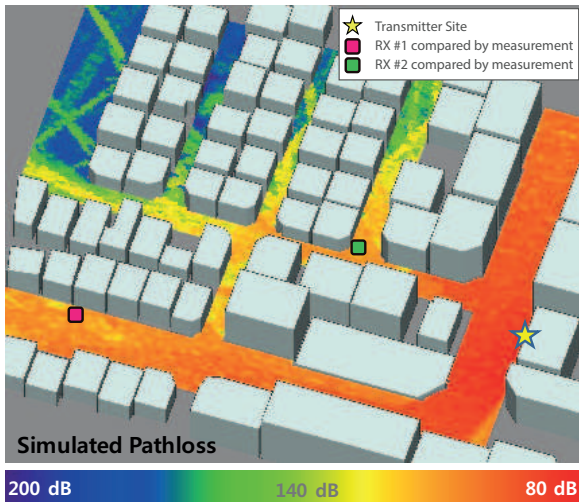 Transmitter Site
RX #1 compared by measurement
RX #2 compared by measurement
Simulated Pathloss
200 dB 140 dB 80 dB